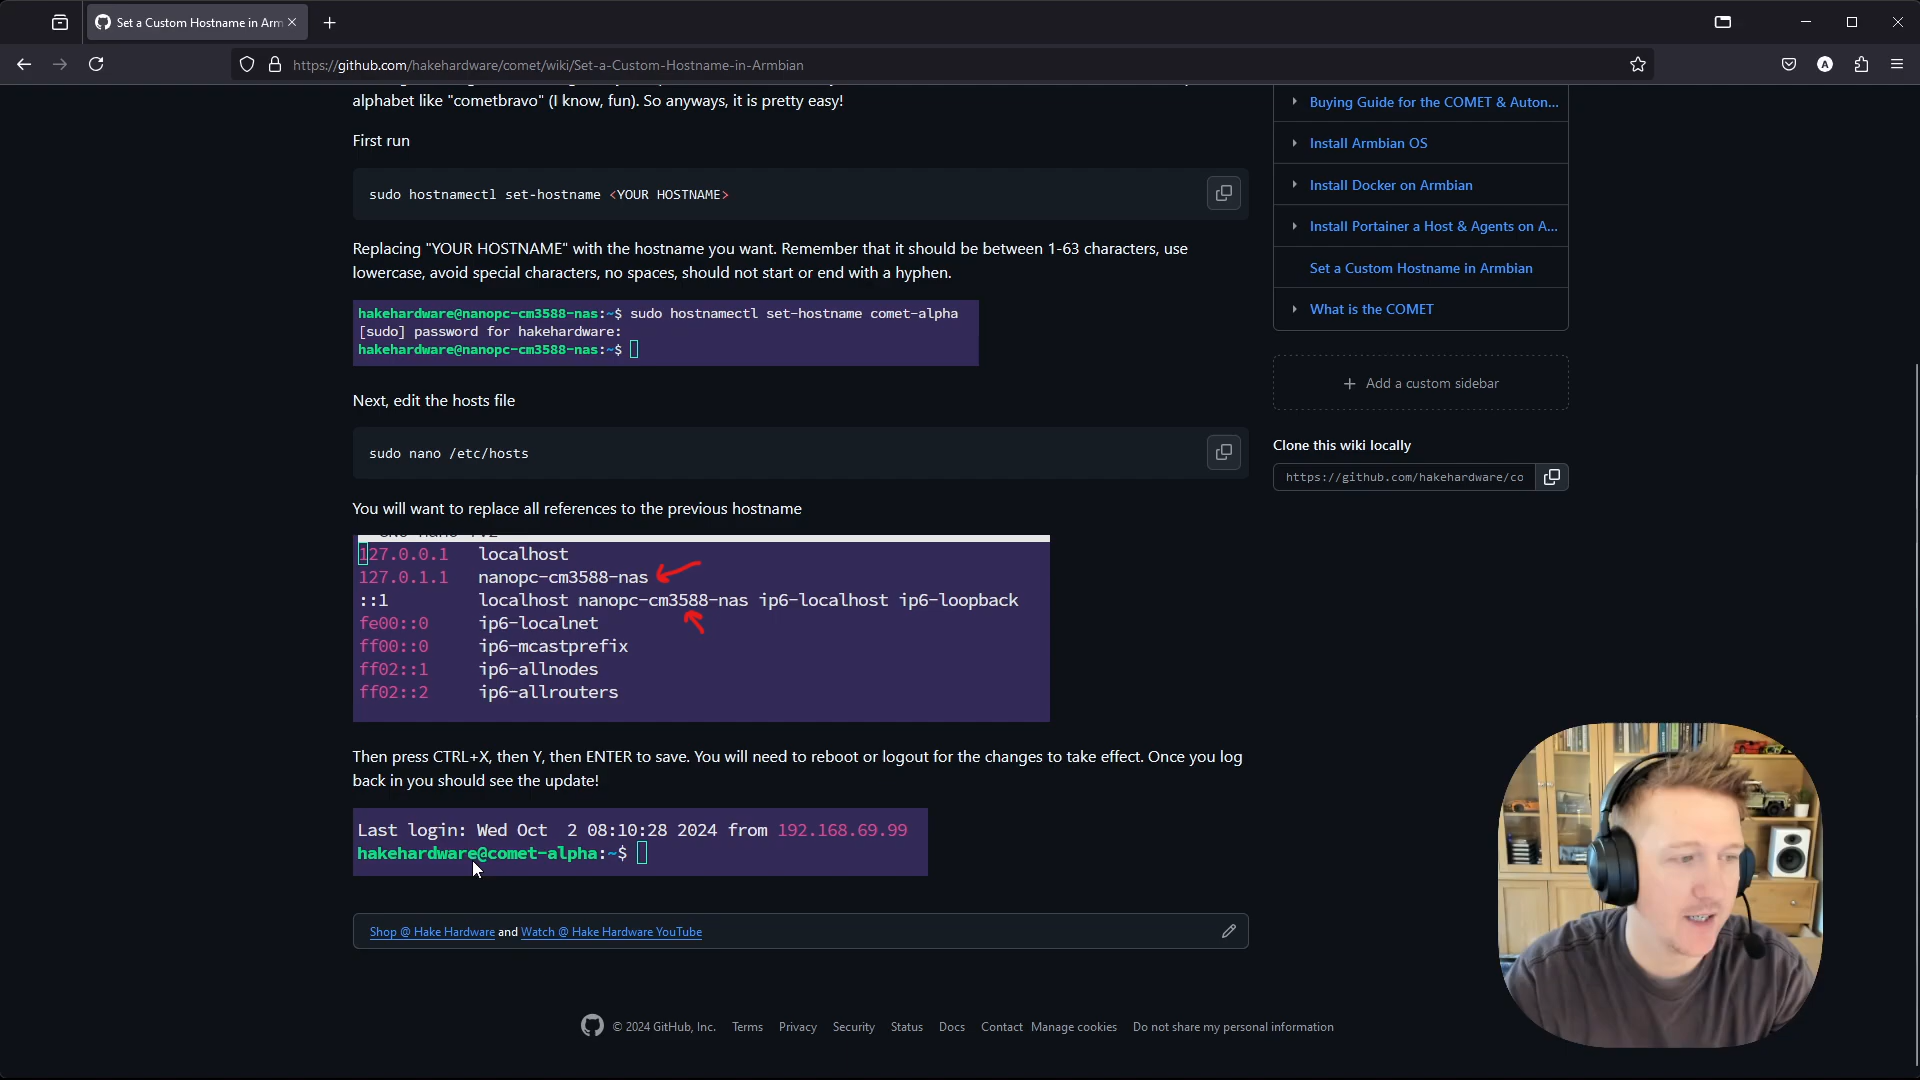 Set a Custom Hostname in Arm
https://github.com/hakehardware/comet/wiki/Set-a-Custom-Hostname-in-Armbian
A
alphabet like "cometbravo" (I know, fun). So anyways, it is pretty easy!
First run
sudo hostnamectl set-hostname <YOUR HOSTNAME>
Replacing "YOUR HOSTNAME" with the hostname you want. Remember that it should be between 1-63 characters, use
lowercase, avoid special characters, no spaces, should not start or end with a hyphen.
hakehardware@nanopc-cm3588-nas:~$ sudo hostnamectl set-hostname comet-alpha
[sudo] password for hakehardware:
hakehardware@nanopc-cm3588-nas:~$
Next, edit the hosts file
sudo nano /etc/hosts
You will want to replace all references to the previous hostname
127.0.0.1 localhost
127.0.1.1 nanopc-cm3588-nas
::1 localhost nanopc-cm3588-nas ip6-localhost ip6-loopback
fe00::0 ip6-localnet
ff00::0 ip6-mcastprefix
ff02::1 ip6-allnodes
ff02::2 ip6-allrouters
Then press CTRL+X, then Y, then ENTER to save. You will need to reboot or logout for the changes to take effect. Once you log
back in you should see the update!
Last login: Wed Oct 2 08:10:28 2024 from 192.168.69.99
hakehardware@comet-alpha:~$
Shop @ Hake Hardware and Watch @ Hake Hardware YouTube
Buying Guide for the COMET & Auton...
Install Armbian OS
Install Docker on Armbian
Install Portainer a Host & Agents on A...
Set a Custom Hostname in Armbian
What is the COMET
Add a custom sidebar
Clone this wiki locally
https://github.com/hakehardware/co
© 2024 GitHub, Inc. Terms Privacy Security Status Docs Contact Manage cookies Do not share my personal information